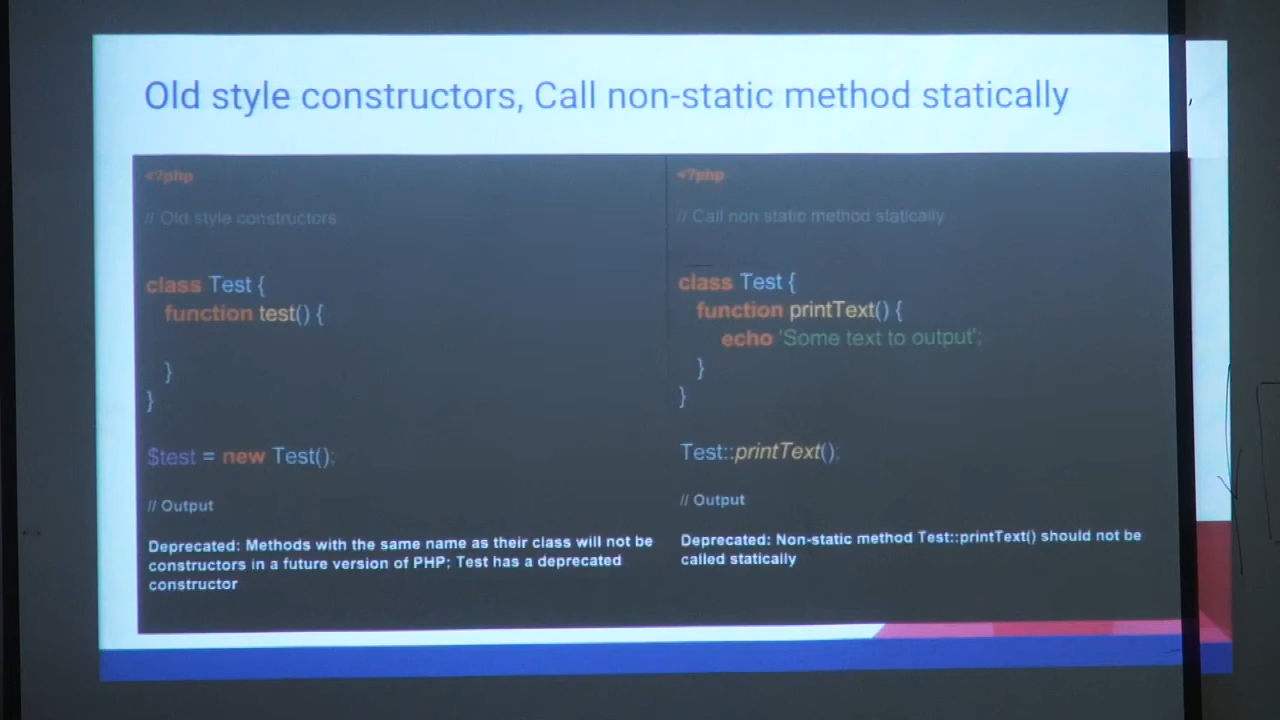 Old style constructors, Call non-static method statically
<?php
// Old style constructors
class Test {
function test() {
}
}
$test = new Test();
// Output
Deprecated: Methods with the same name as their class will not be
constructors in a future version of PHP; Test has a deprecated
constructor
<?php
// Call non static method statically
class Test {
function printText() {
echo 'Some text to output';
}
}
Test::printText();
// Output
Deprecated: Non-static method Test::printText() should not be
called statically